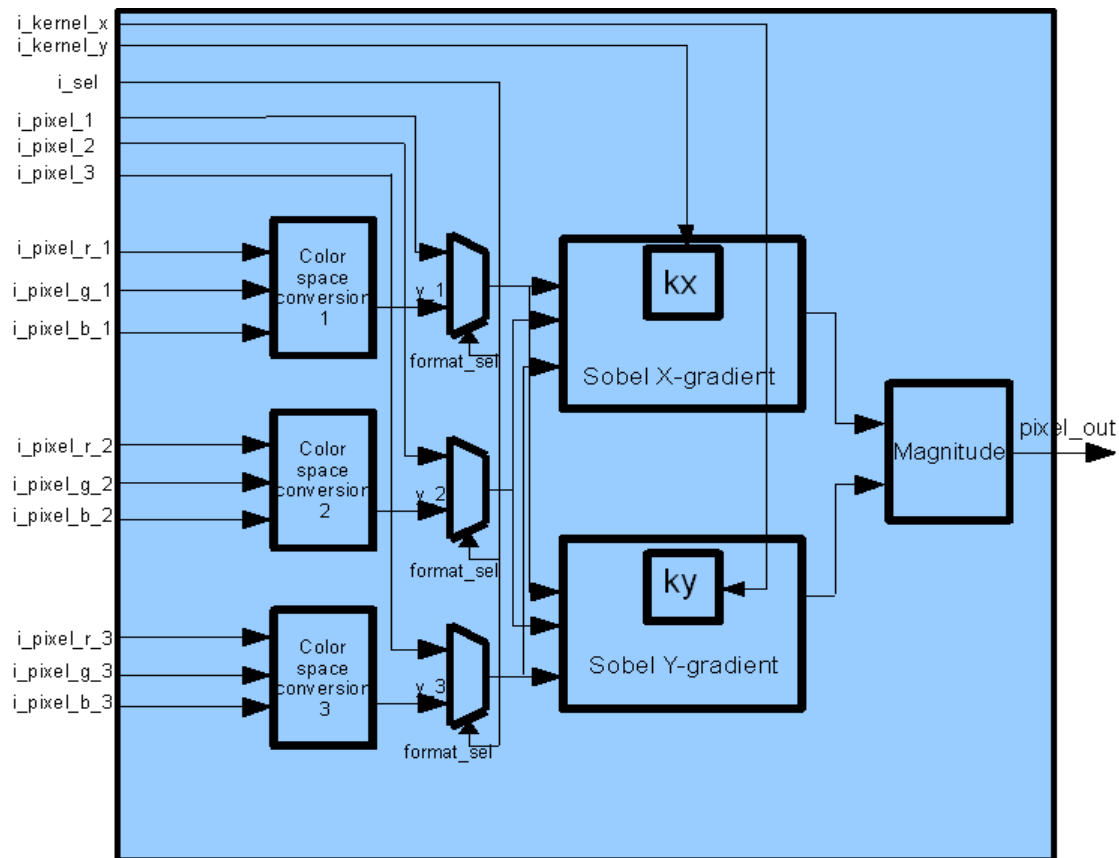 i_kernel_x
i_kernel_y
i_sel
i_pixel_1
i_pixel_2
i_pixel_3
i_pixel_r_1
i_pixel_g_1
i_pixel_b_1
Color
space
conversion
1
y_1
format_sel
kx
Sobel X-gradient
i_pixel_r_2
i_pixel_g_2
i_pixel_b_2
Color
space
conversion
2
y_2
format_sel
Magnitude
pixel_out
ky
Sobel Y-gradient
i_pixel_r_3
i_pixel_g_3
i_pixel_b_3
Color
space
conversion
3
y_3
format_sel